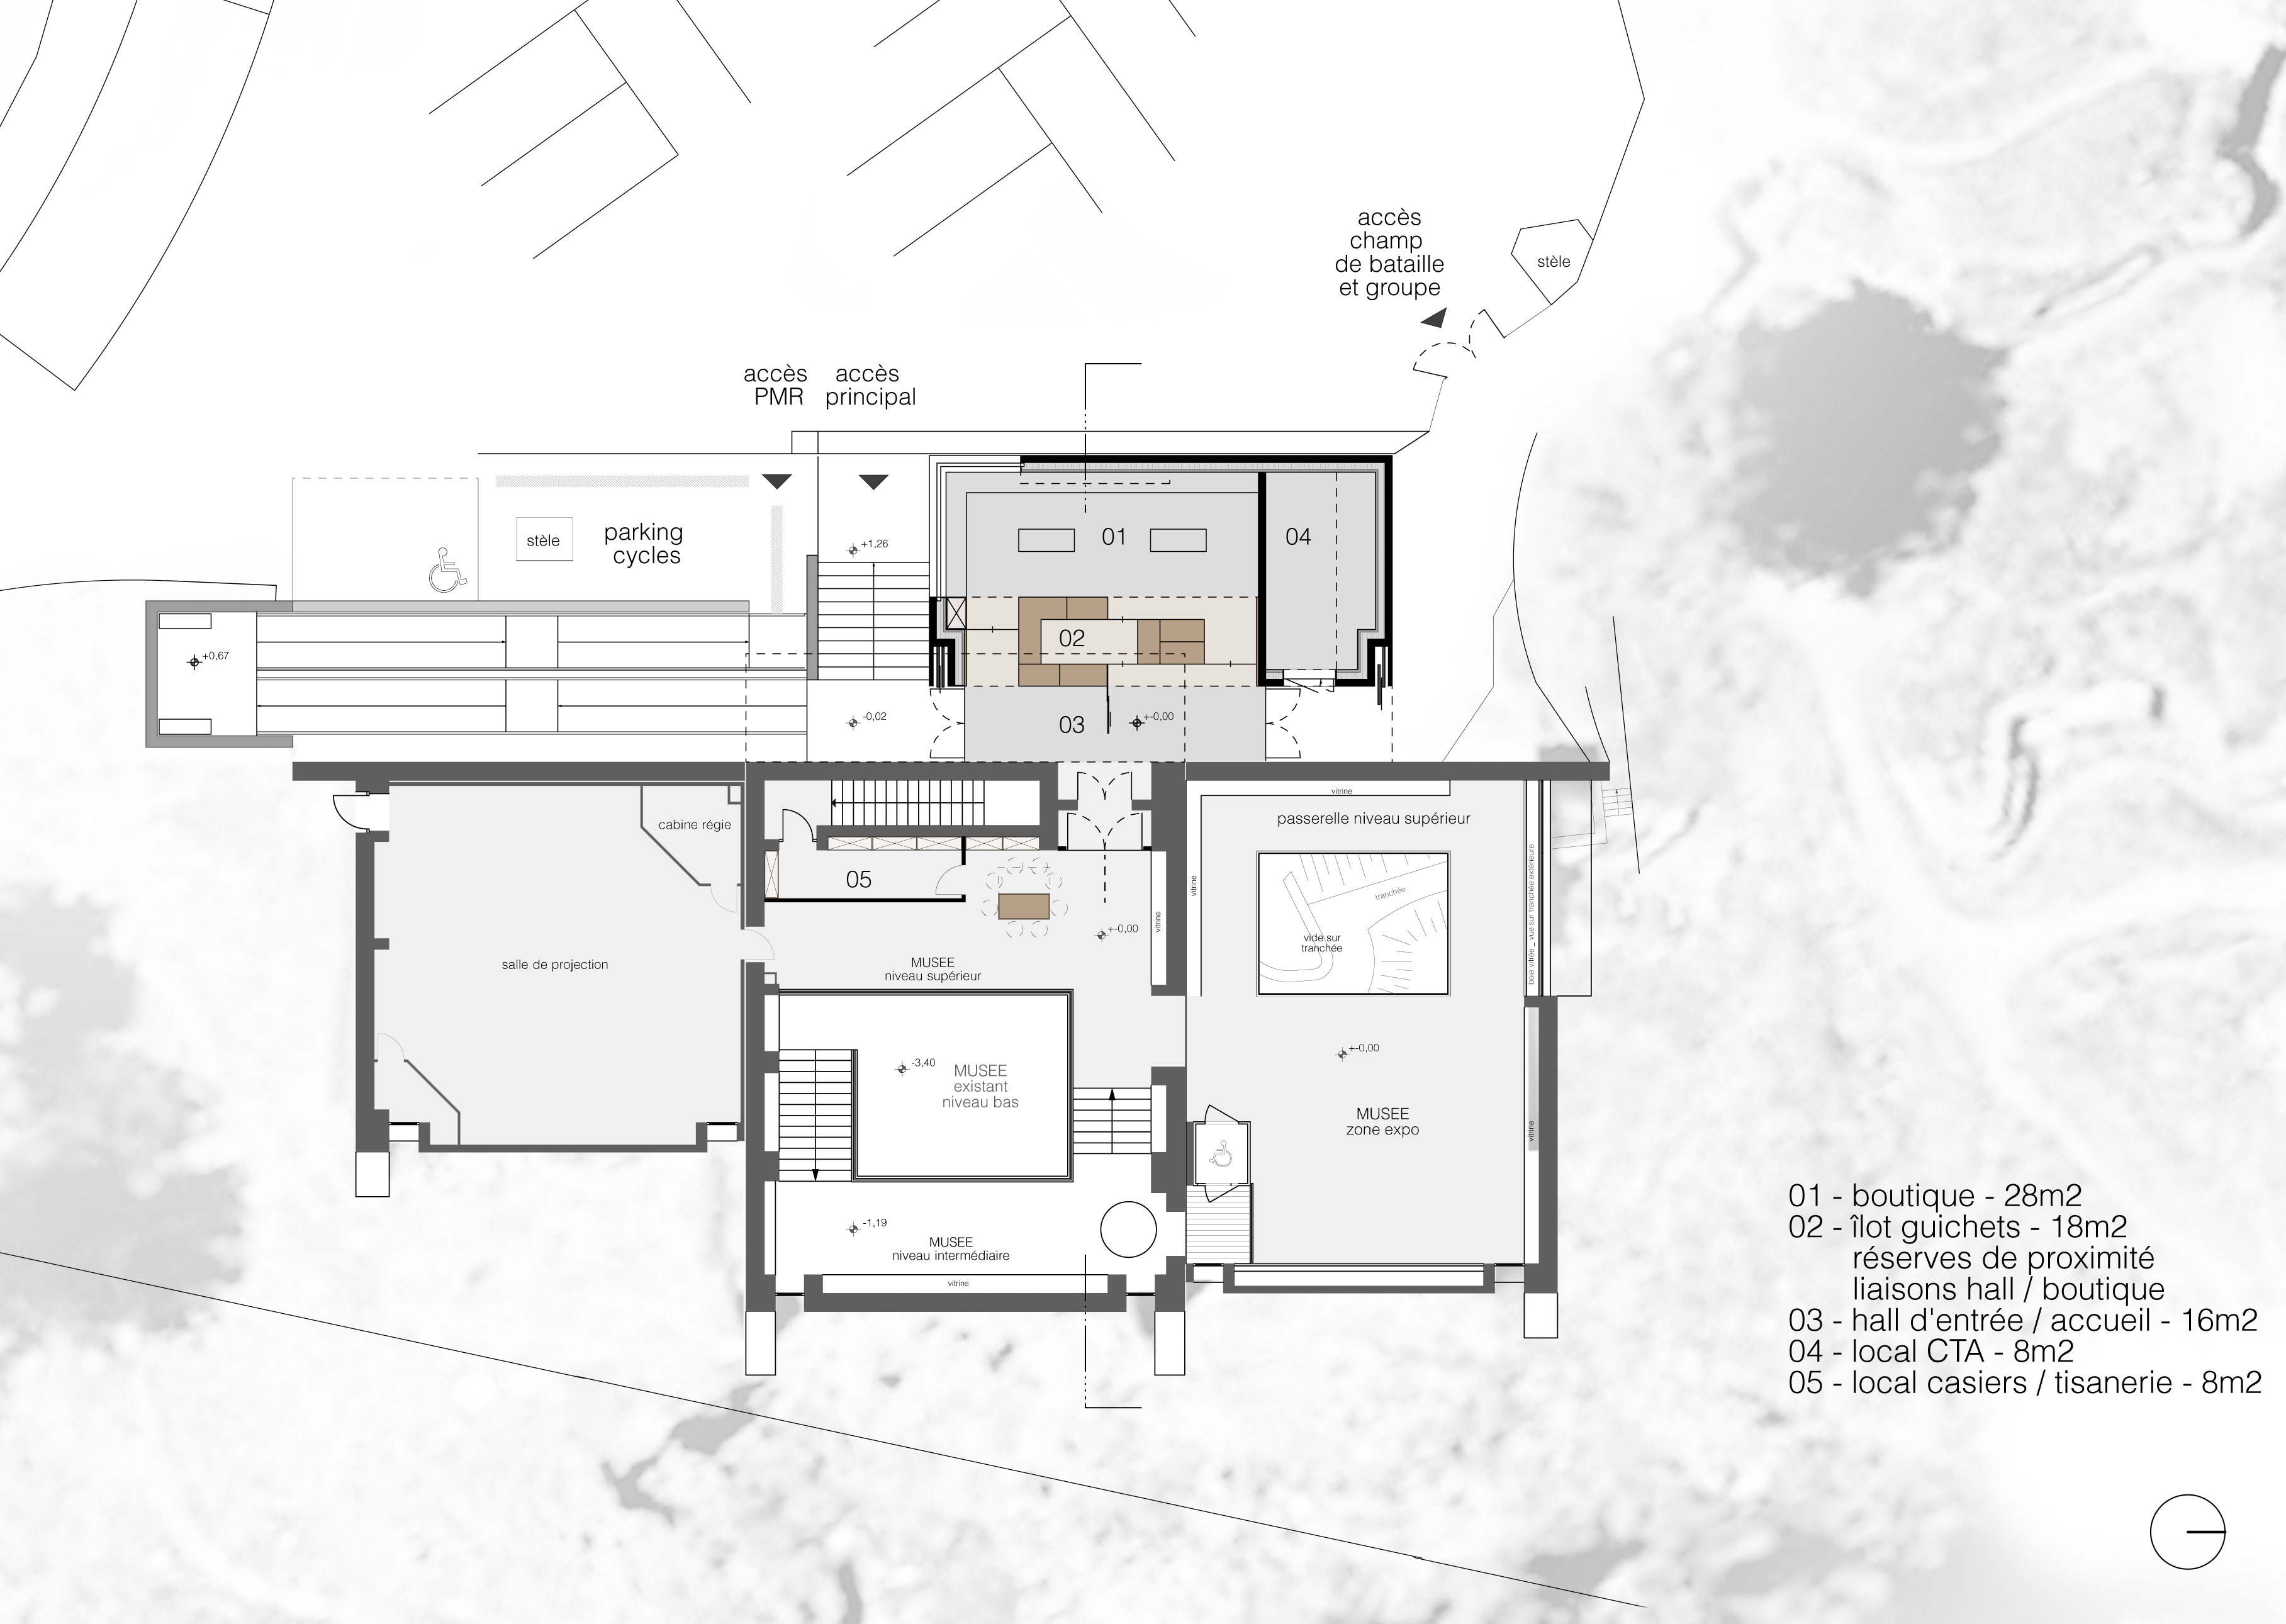 accès
champ
de bataille
et groupe
stèle
accès
PMR
accès
principal
stèle
parking
cycles
+1,26
01
04
02
+0,67
-0,02
03
+-0,00
cabine régie
vitrine
passerelle niveau supérieur
05
vitrine
vitrine
tranchée
vide sur
tranchée
baie vitrée _ vue sur tranchée extérieure
+-0,00
salle de projection
MUSEE
niveau supérieur
+-0,00
-3,40
MUSEE
existant
niveau bas
MUSEE
zone expo
vitrine
-1,19
MUSEE
niveau intermédiaire
vitrine
01 - boutique - 28m2
02 - îlot guichets - 18m2
réserves de proximité
liaisons hall / boutique
03 - hall d'entrée / accueil - 16m2
04 - local CTA - 8m2
05 - local casiers / tisanerie - 8m2